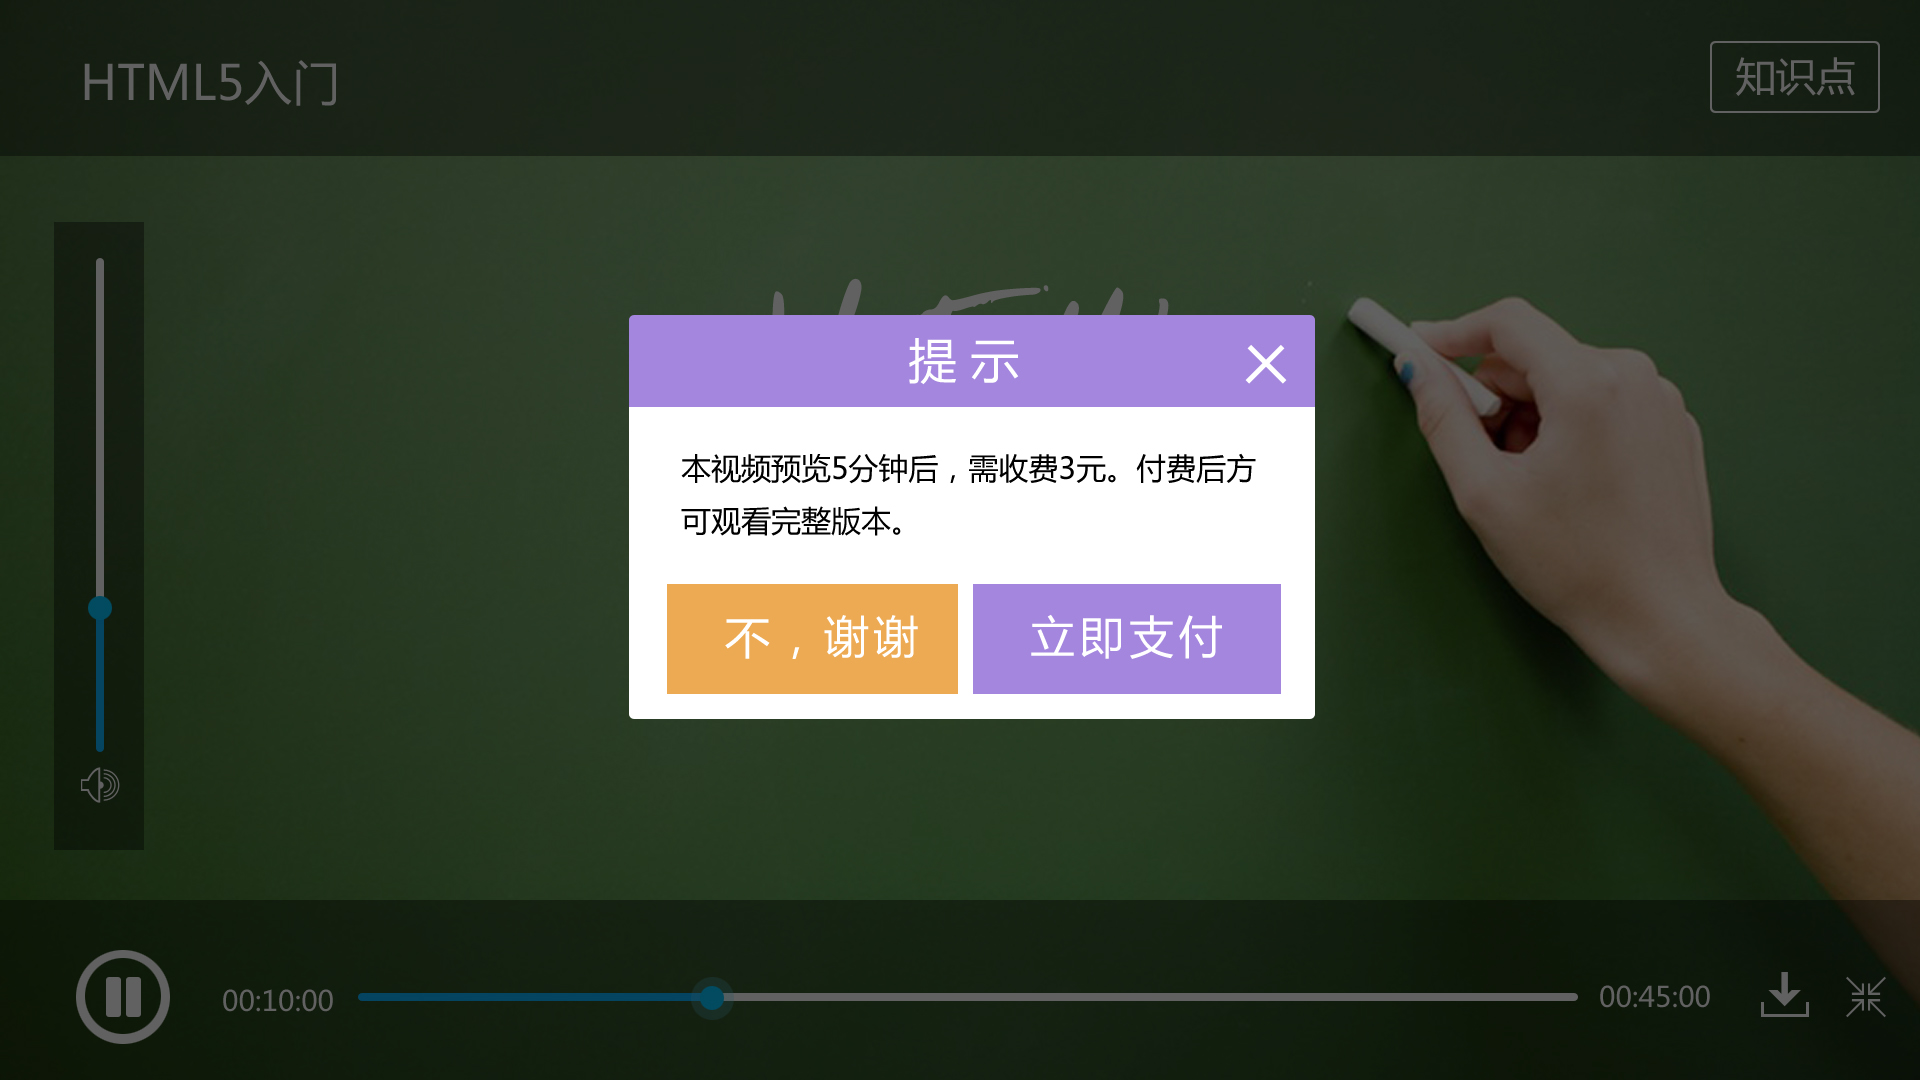 HTML5入门
知识点
提示
本视频预览5分钟后，需收费3元。付费后方
可观看完整版本。
不，谢谢
立即支付
00:10:00
00:45:00